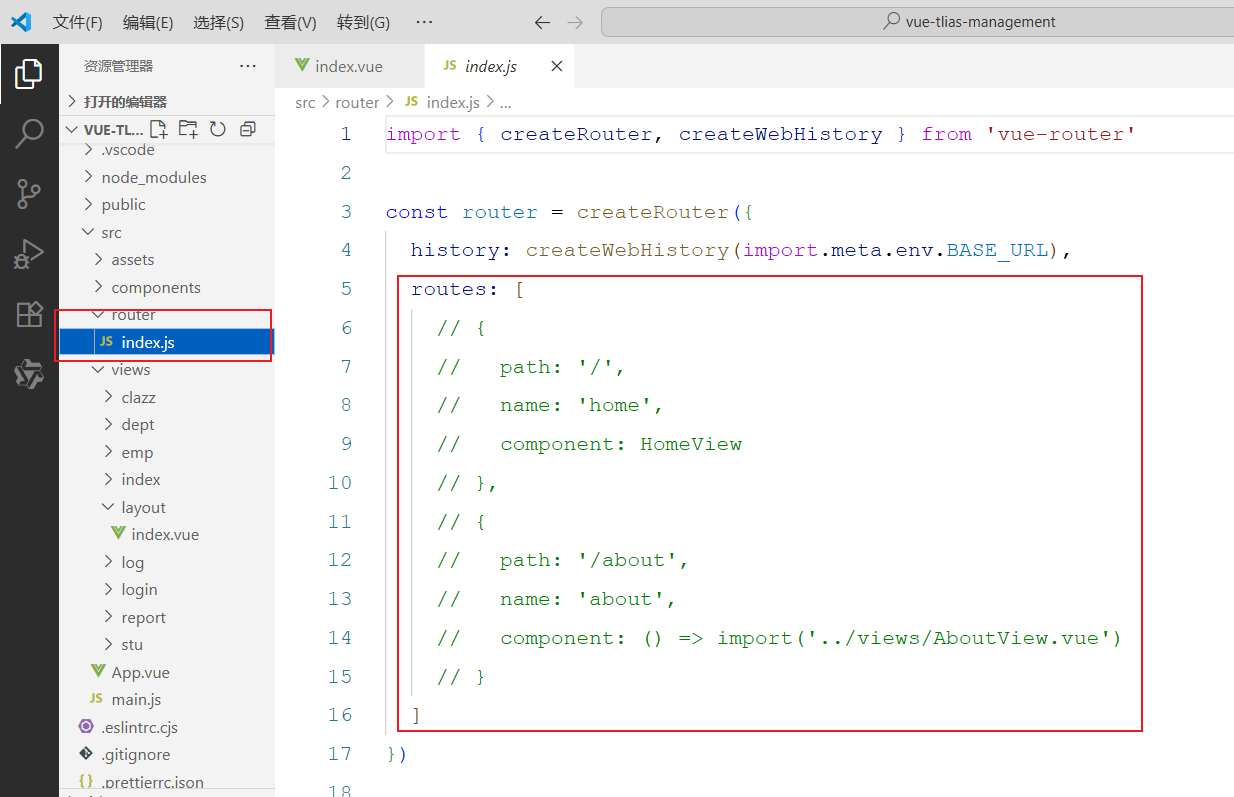 文件(F) 编辑(E) 选择(S) 查看(V) 转到(G) ··· vue-tlias-management
资源管理器 ···
打开的编辑器
VUE-TL...
.vscode
node_modules
public
src
assets
components
router
JS index.js
views
clazz
dept
emp
index
layout
index.vue
log
login
report
stu
App.vue
JS main.js
.eslintrc.cjs
.gitignore
{} .prettierrc.json
index.vue JS index.js
src > router > JS index.js > ...
1 import { createRouter, createWebHistory } from 'vue-router'
2
3 const router = createRouter({
4 history: createWebHistory(import.meta.env.BASE_URL),
5 routes: [
6 // {
7 // path: '/',
8 // name: 'home',
9 // component: HomeView
10 // },
11 // {
12 // path: '/about',
13 // name: 'about',
14 // component: () => import('../views/AboutView.vue')
15 // }
16 ]
17 })
18